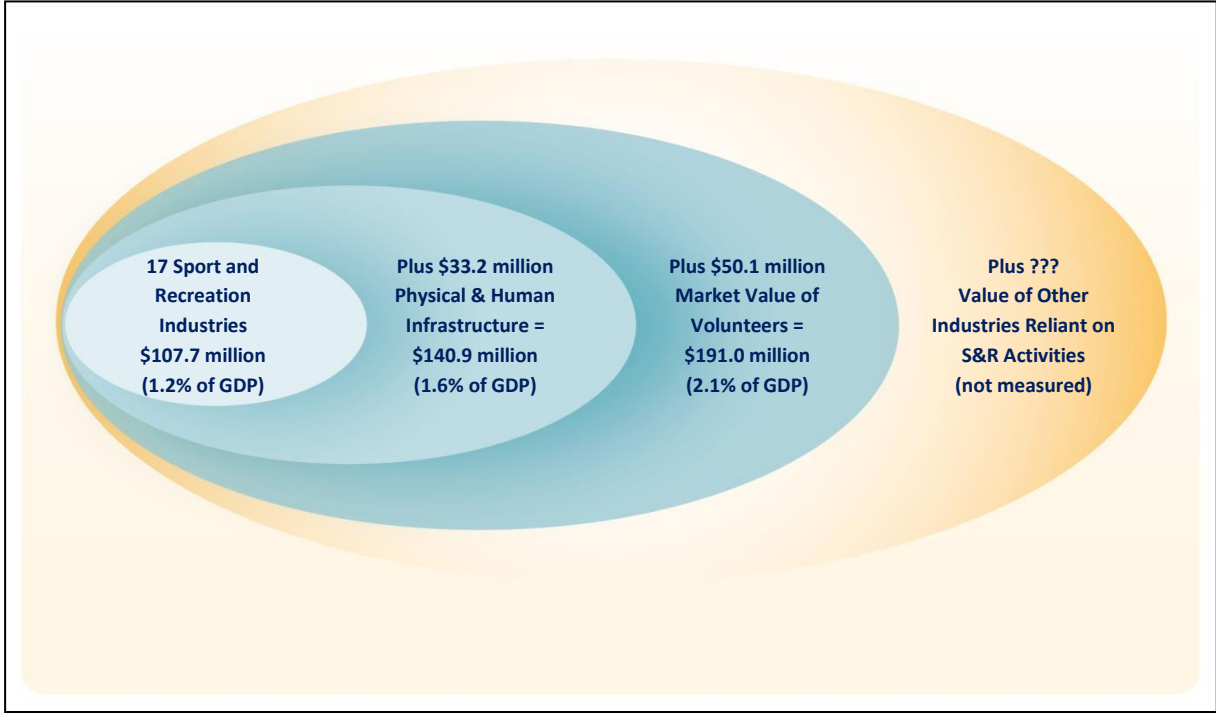 17 Sport and
Recreation
Industries
$107.7 million
(1.2% of GDP)
Plus $33.2 million
Physical & Human
Infrastructure =
$140.9 million
(1.6% of GDP)
Plus $50.1 million
Market Value of
Volunteers =
$191.0 million
(2.1% of GDP)
Plus ???
Value of Other
Industries Reliant on
S&R Activities
(not measured)